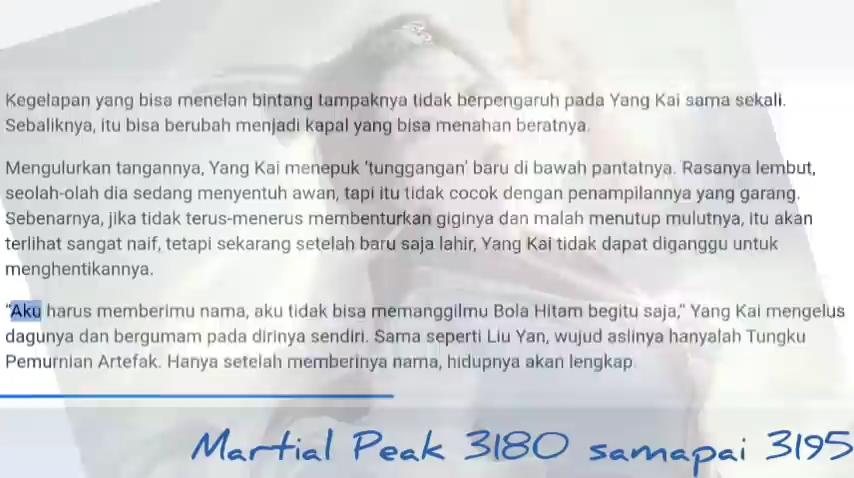 Kegelapan yang bisa menelan bintang tampaknya tidak berpengaruh pada Yang Kai sama sekali.
Sebaliknya, itu bisa berubah menjadi kapal yang bisa menahan beratnya.
Mengulurkan tangannya, Yang Kai menepuk ‘tunggangan’ baru di bawah pantatnya. Rasanya lembut,
seolah-olah dia sedang menyentuh awan, tapi itu tidak cocok dengan penampilannya yang garang.
Sebenarnya, jika tidak terus-menerus membenturkan giginya dan malah menutup mulutnya, itu akan
terlihat sangat naif, tetapi sekarang setelah baru saja lahir, Yang Kai tidak dapat diganggu untuk
menghentikannya.
“Aku harus memberimu nama, aku tidak bisa memanggilmu Bola Hitam begitu saja,” Yang Kai mengelus
dagunya dan bergumam pada dirinya sendiri. Sama seperti Liu Yan, wujud aslinya hanyalah Tungku
Pemurnian Artefak. Hanya setelah memberinya nama, hidupnya akan lengkap.
Martial Peak 3180 samapai 3195